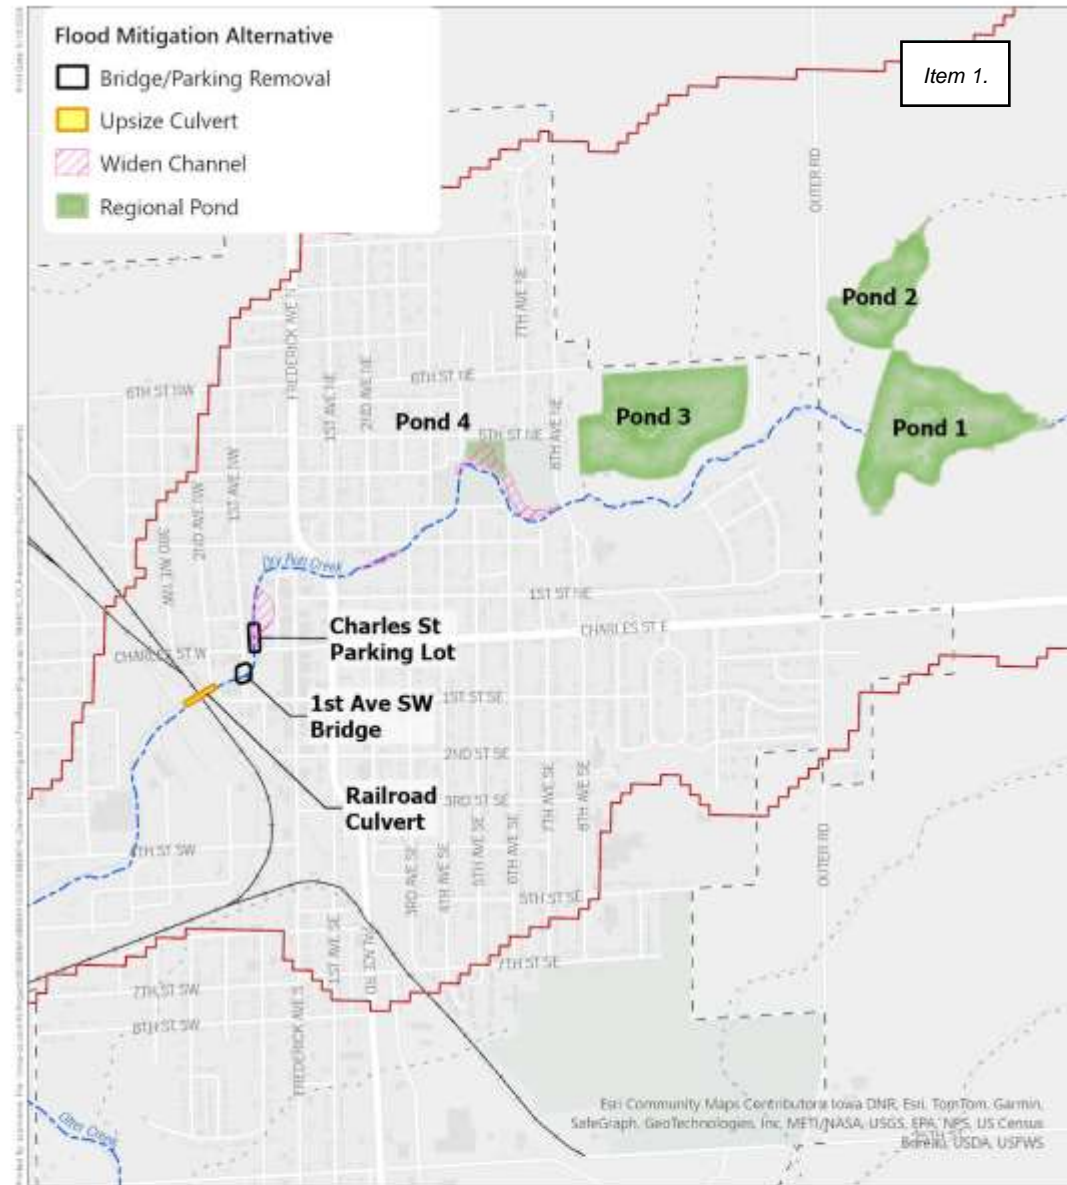 Flood Mitigation Alternative
Bridge/Parking Removal
Upsize Culvert
Widen Channel
Regional Pond
Item 1.
OUTER RD
Pond 2
7TH AVE NE
FREDERICK AVE N
6TH ST NW
6TH ST NE
1ST AVE NE
2ND AVE NE
Pond 4
5TH ST NE
8TH AVE NE
Pond 3
Pond 1
1ST AVE NW
2ND AVE NW
3RD AVE NW
Dry Run Creek
1ST ST NE
CHARLES ST E
CHARLES ST W
Charles St
Parking Lot
1st Ave SW
Bridge
1ST ST SE
2ND ST SE
3RD ST SE
Railroad
Culvert
7TH AVE SE
8TH AVE SE
4TH ST SW
3RD AVE SE
4TH AVE SE
5TH AVE SE
6TH AVE SE
OUTER RD
5TH ST SE
1ST AVE SE
7TH ST SE
7TH ST SW
8TH ST SW
FREDERICK AVE S
Otter Creek
Esri Community Maps Contributors Iowa DNR, Esri, TomTom, Garmin,
SafeGraph, GeoTechnologies, Inc, METI/NASA, USGS, EPA, NPS, US Census
Bureau, USDA, USFWS